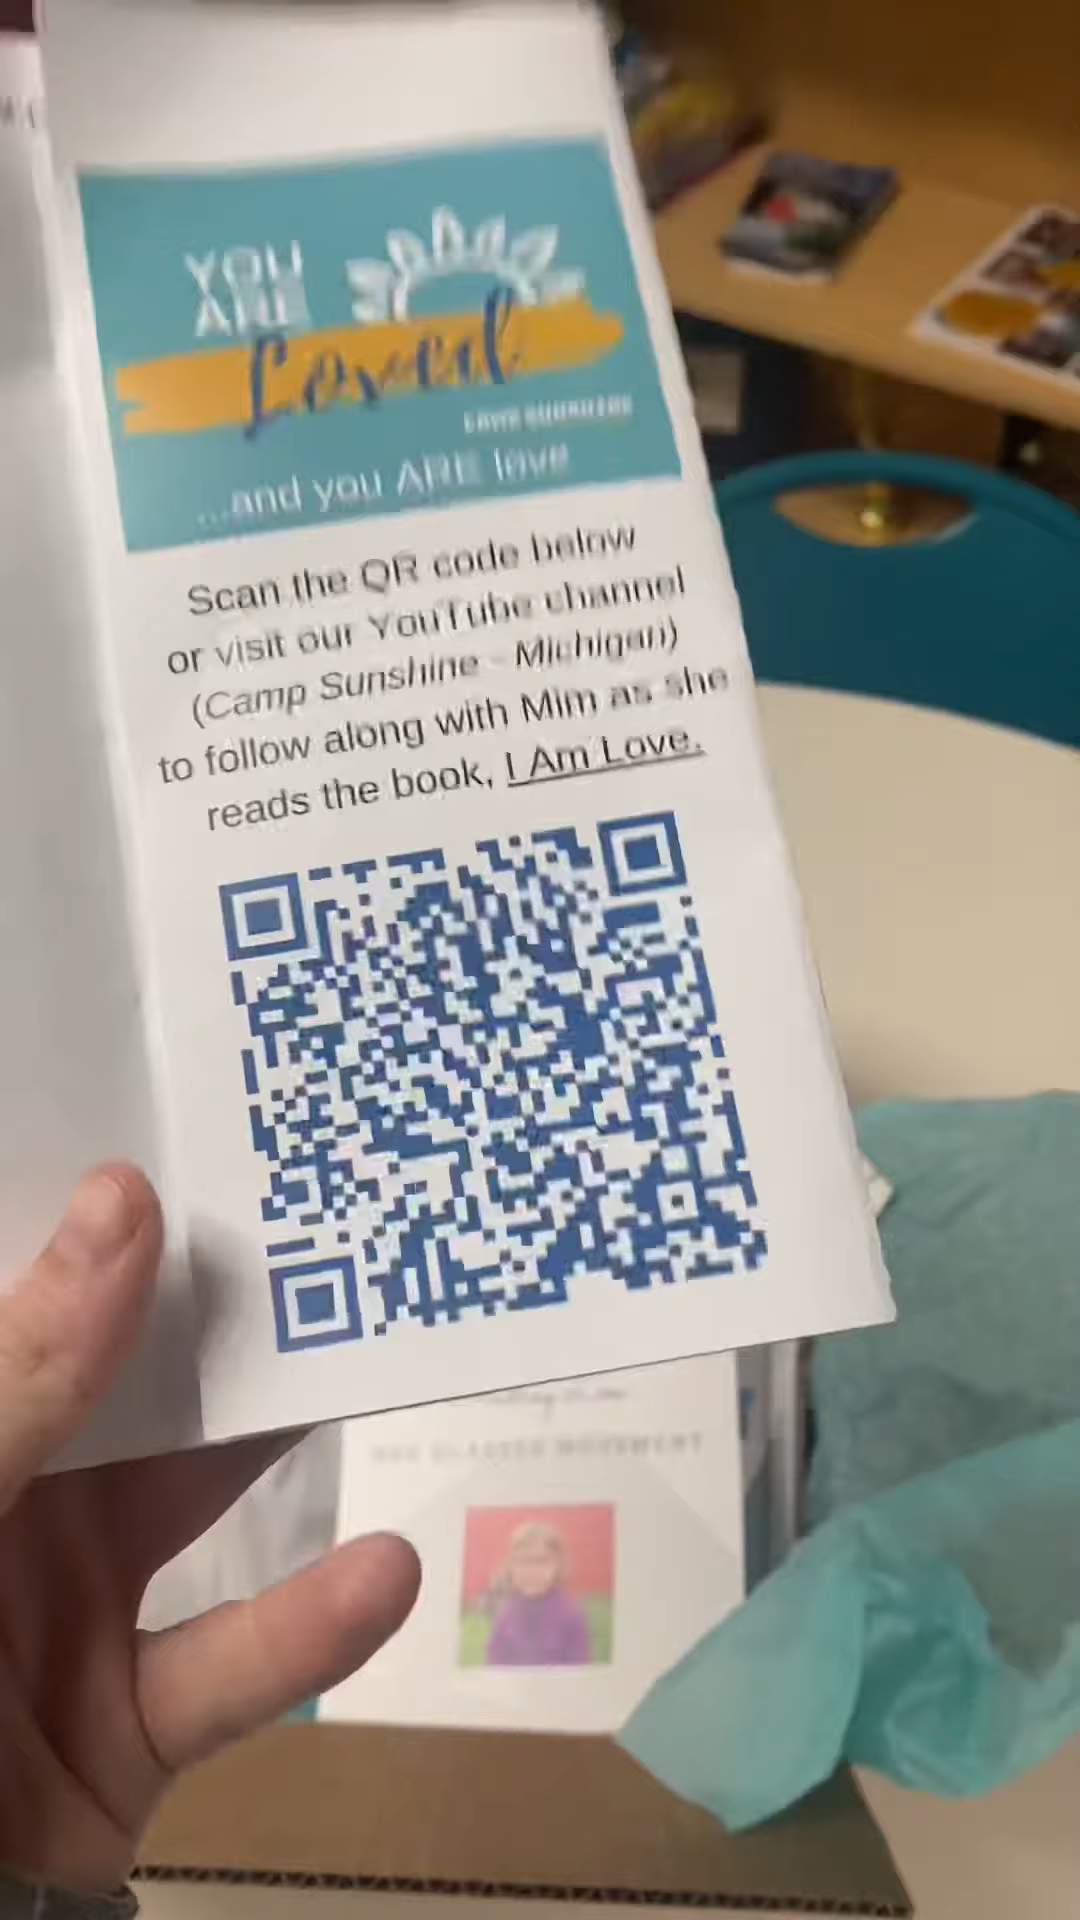 YOU
ARE
Loved
...and you ARE love
Scan the QR code below
or visit our YouTube channel
(Camp Sunshine - Michigan)
to follow along with Mim as she
reads the book, I Am Love.
MOVEMENT